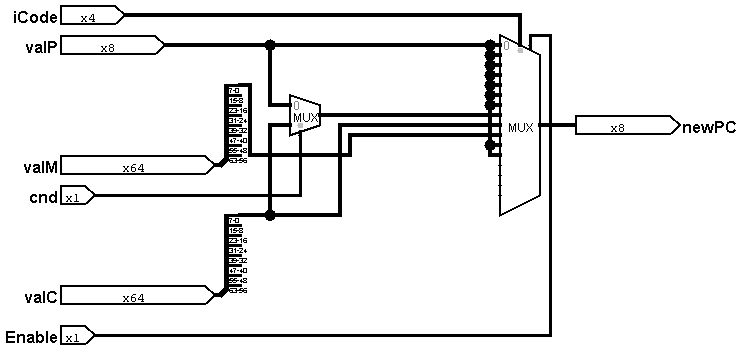 iCode x4
valP x8
0
0
7-0
15-8
23-16
31-24
39-32
47-40
55-48
63-56
MUX
MUX
x8 newPC
valM x64
cnd x1
7-0
15-8
23-16
31-24
39-32
47-40
55-48
63-56
valC x64
Enable x1